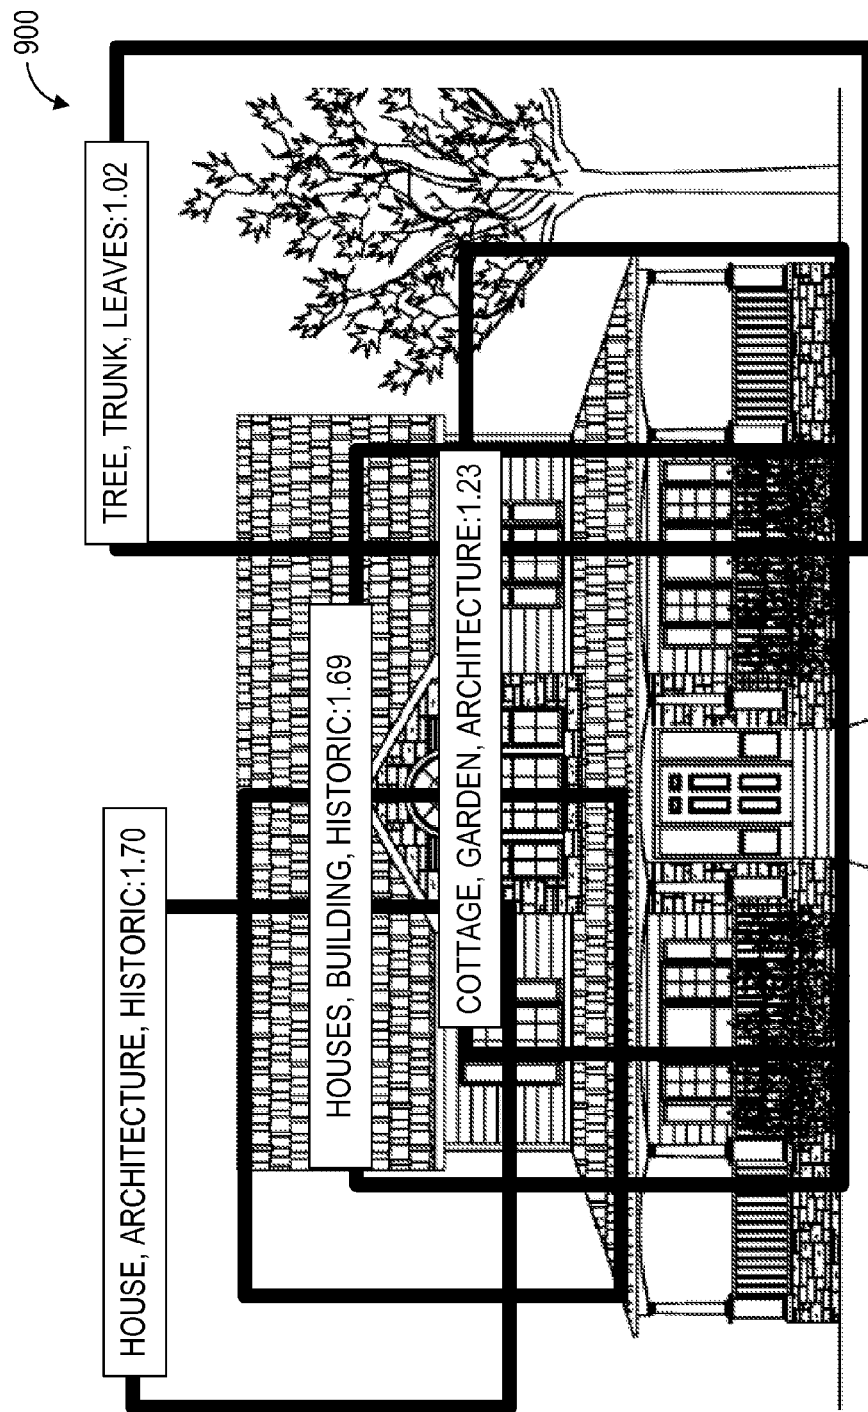 900
HOUSE, ARCHITECTURE, HISTORIC:1.70
HOUSES, BUILDING, HISTORIC:1.69
COTTAGE, GARDEN, ARCHITECTURE:1.23
TREE, TRUNK, LEAVES:1.02